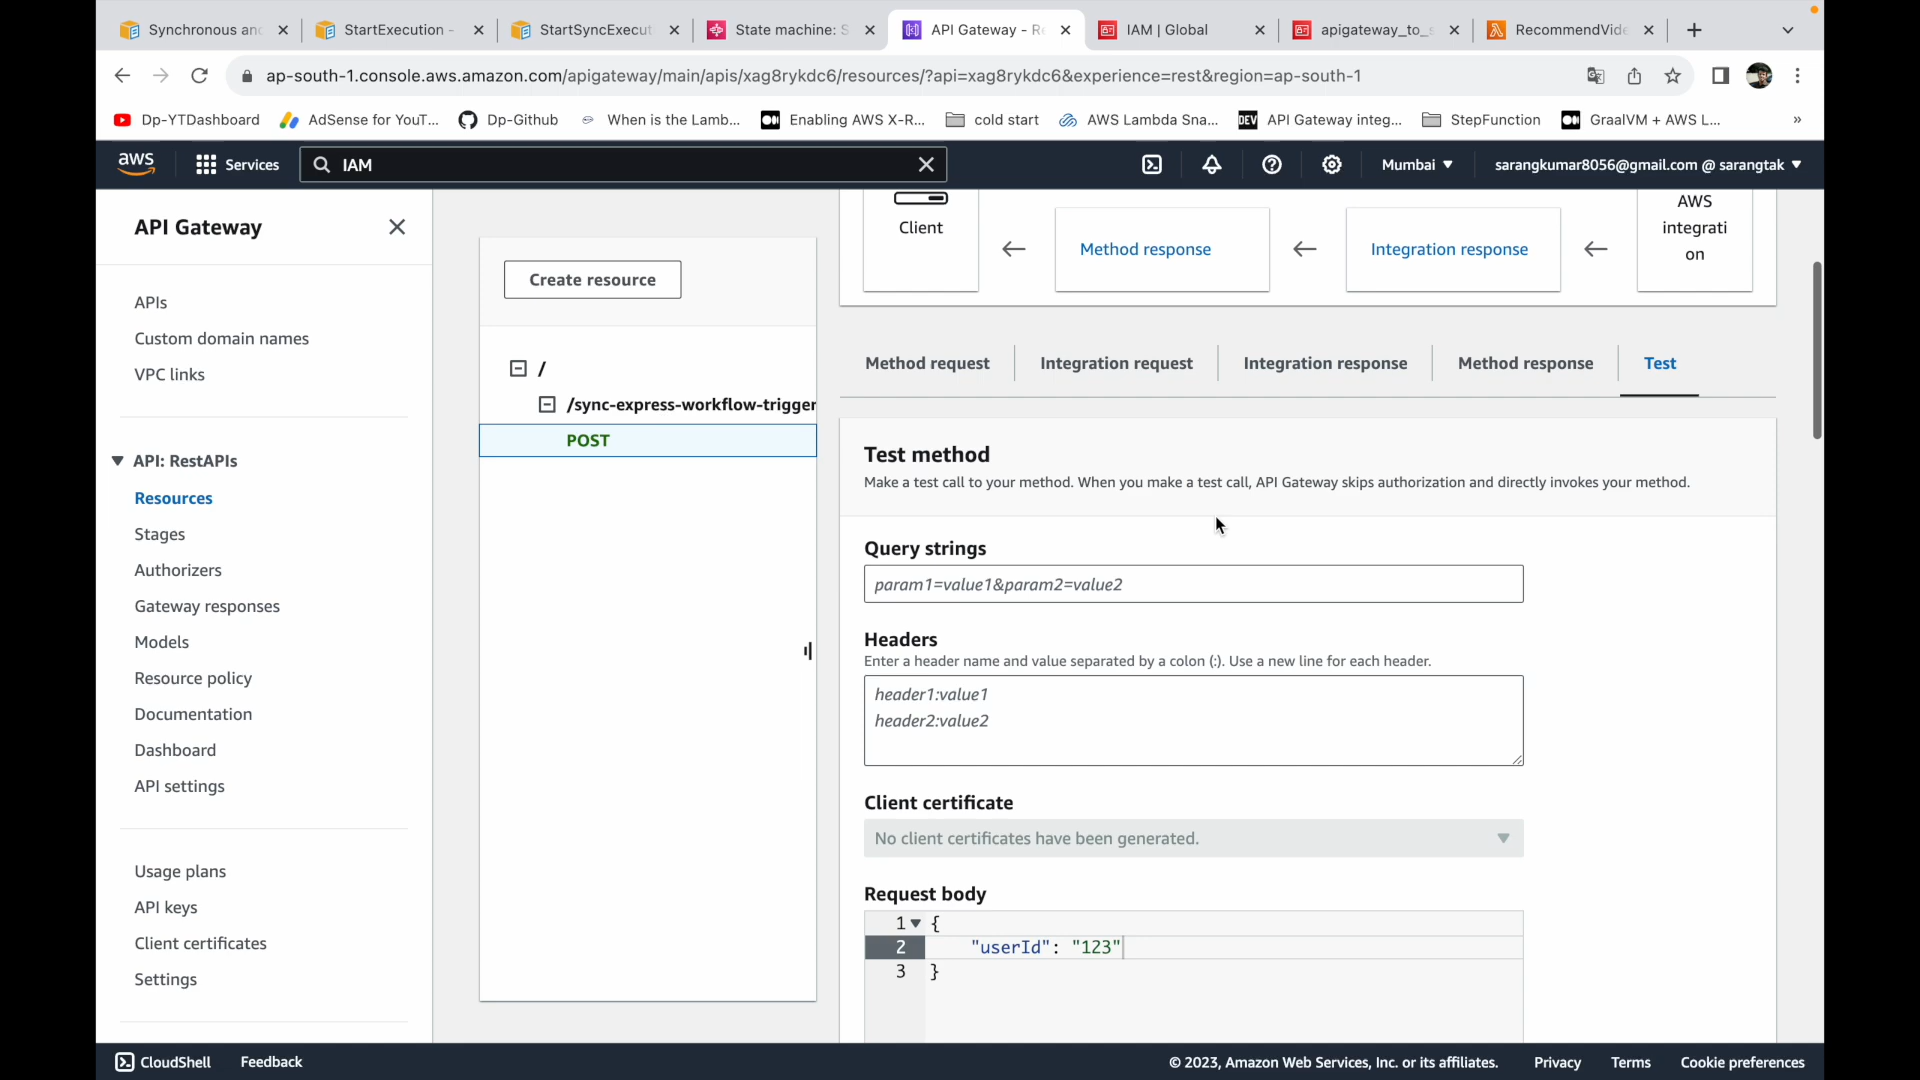 Synchronous an
StartExecution -
StartSyncExecut
State machine: S
API Gateway - Re
IAM | Global
apigateway_to_s
RecommendVide
ap-south-1.console.aws.amazon.com/apigateway/main/apis/xag8rykdc6/resources/?api=xag8rykdc6&experience=rest&region=ap-south-1
Dp-YTDashboard
AdSense for YouT...
Dp-Github
When is the Lamb...
Enabling AWS X-R...
cold start
AWS Lambda Sna...
DEV
API Gateway integ...
StepFunction
GraalVM + AWS L...
»
aws
Services
IAM
Mumbai
sarangkumar8056@gmail.com @ sarangtak
API Gateway
APIs
Custom domain names
VPC links
API: RestAPIs
Resources
Stages
Authorizers
Gateway responses
Models
Resource policy
Documentation
Dashboard
API settings
Usage plans
API keys
Client certificates
Settings
Create resource
/
/sync-express-workflow-trigger
POST
Client
Method response
Integration response
AWS
integrati
on
Method request
Integration request
Integration response
Method response
Test
Test method
Make a test call to your method. When you make a test call, API Gateway skips authorization and directly invokes your method.
Query strings
param1=value1&param2=value2
Headers
Enter a header name and value separated by a colon (:). Use a new line for each header.
header1:value1
header2:value2
Client certificate
No client certificates have been generated.
Request body
1 {
2 "userId": "123"
3 }
CloudShell
Feedback
© 2023, Amazon Web Services, Inc. or its affiliates.
Privacy
Terms
Cookie preferences